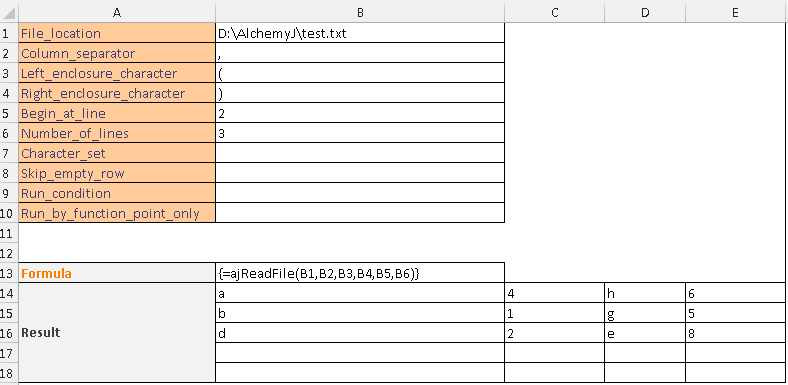 A B C D E
1 File_location D:\AlchemyJ\test.txt
2 Column_separator ,
3 Left_enclosure_character (
4 Right_enclosure_character )
5 Begin_at_line 2
6 Number_of_lines 3
7 Character_set
8 Skip_empty_row
9 Run_condition
10 Run_by_function_point_only
11
12
13 Formula {=ajReadFile(B1,B2,B3,B4,B5,B6)}
14 a 4 h 6
15 b 1 g 5
16 Result d 2 e 8
17
18